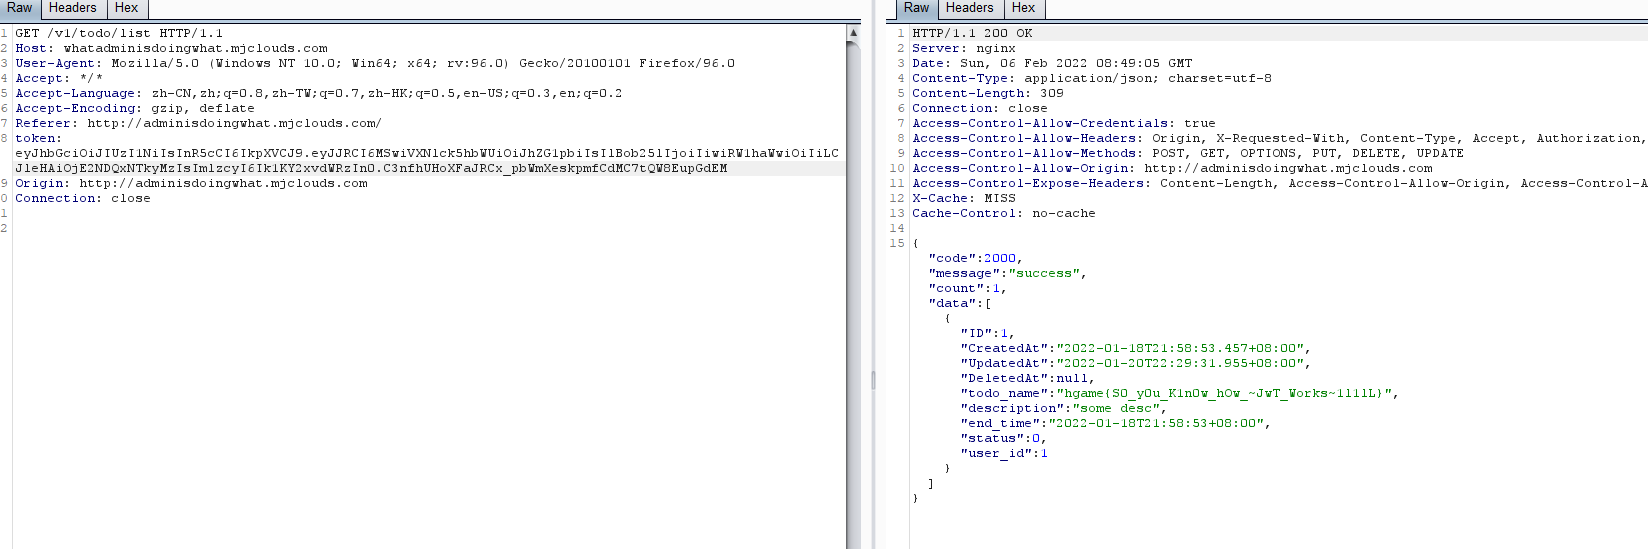 Raw Headers Hex
1 GET /v1/todo/list HTTP/1.1
2 Host: whatadminisdoingwhat.mjclouds.com
3 User-Agent: Mozilla/5.0 (Windows NT 10.0; Win64; x64; rv:96.0) Gecko/20100101 Firefox/96.0
4 Accept: */*
5 Accept-Language: zh-CN,zh;q=0.8,zh-TW;q=0.7,zh-HK;q=0.5,en-US;q=0.3,en;q=0.2
6 Accept-Encoding: gzip, deflate
7 Referer: http://adminisdoingwhat.mjclouds.com/
8 token:
eyJhbGciOiJIUzI1NiIsInR5cCI6IkpXVCJ9.eyJJRCI6MSwiVXNlck5hbWUiOiJhZG1pbiIsIlBob25lIjoiIiwiRW1haWwiOiIiLC
JleHAiOjE2NDQxNTkyMzIsImlzcyI6Ik1KY2xvdWRzIn0.C3nfhUHoXFaJRCx_pbWmXeskpmfCdMC7tQW8EupGdEM
9 Origin: http://adminisdoingwhat.mjclouds.com
0 Connection: close
1
2
Raw Headers Hex
1 HTTP/1.1 200 OK
2 Server: nginx
3 Date: Sun, 06 Feb 2022 08:49:05 GMT
4 Content-Type: application/json; charset=utf-8
5 Content-Length: 309
6 Connection: close
7 Access-Control-Allow-Credentials: true
8 Access-Control-Allow-Headers: Origin, X-Requested-With, Content-Type, Accept, Authorization,
9 Access-Control-Allow-Methods: POST, GET, OPTIONS, PUT, DELETE, UPDATE
10 Access-Control-Allow-Origin: http://adminisdoingwhat.mjclouds.com
11 Access-Control-Expose-Headers: Content-Length, Access-Control-Allow-Origin, Access-Control-A
12 X-Cache: MISS
13 Cache-Control: no-cache
14
15 {
"code":2000,
"message":"success",
"count":1,
"data":[
{
"ID":1,
"CreatedAt":"2022-01-18T21:58:53.457+08:00",
"UpdatedAt":"2022-01-20T22:29:31.955+08:00",
"DeletedAt":null,
"todo_name":"hgame{S0_y0u_K1n0w_hOw_~JwT_Works~1l1lL}",
"description":"some desc",
"end_time":"2022-01-18T21:58:53+08:00",
"status":0,
"user_id":1
}
]
}